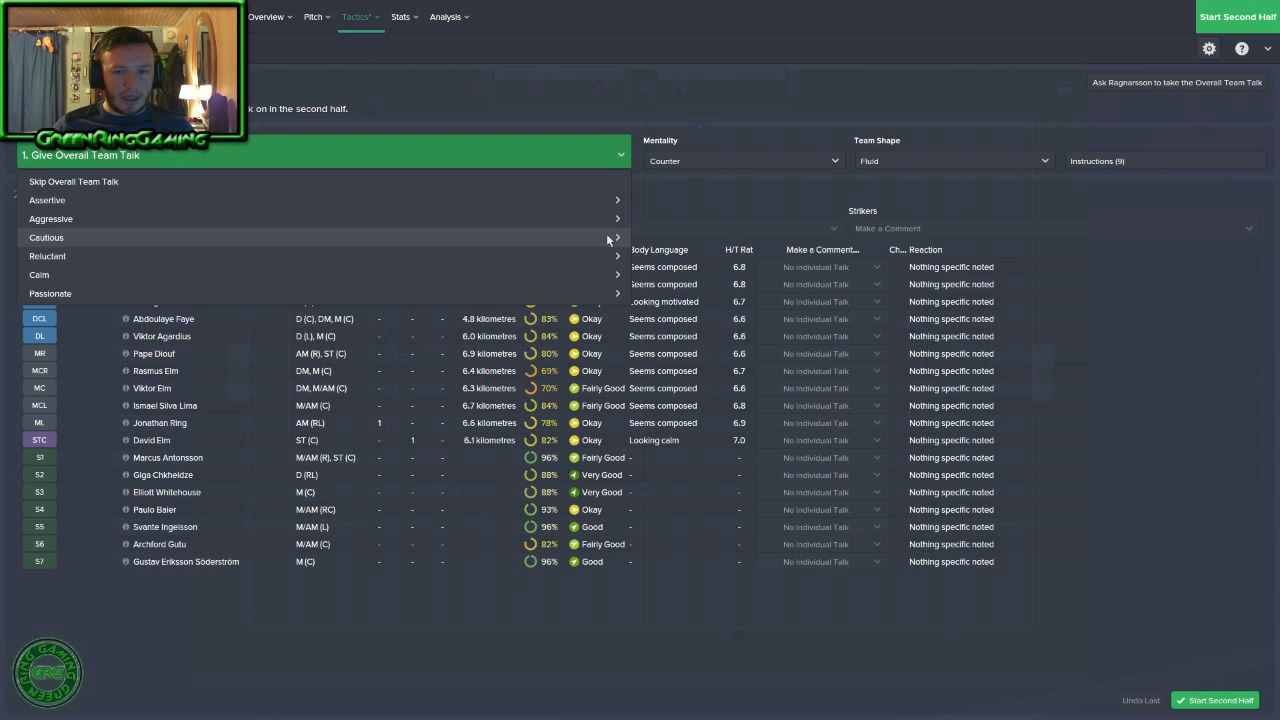 Overview Pitch Tactics* Stats Analysis Start Second Half
Ask Ragnarsson to take the Overall Team Talk
k on in the second half.
GreenRingGaming
Mentality Team Shape
1. Give Overall Team Talk Counter Fluid Instructions (9)
Skip Overall Team Talk
Assertive
Strikers
Aggressive
Make a Comment
Cautious
Body Language H/T Rat Make a Comment... Ch... Reaction
Reluctant
Seems composed 6.8 No Individual Talk Nothing specific noted
Calm
Seems composed 6.8 No Individual Talk Nothing specific noted
Passionate
Looking motivated 6.7 No Individual Talk Nothing specific noted
DCL Abdoulaye Faye D (C), DM, M (C) - - - 4.8 kilometres 83% Okay Seems composed 6.6 No Individual Talk Nothing specific noted
DL Viktor Agardius D (L), M (C) - - - 6.0 kilometres 84% Okay Seems composed 6.6 No Individual Talk Nothing specific noted
MR Pape Diouf AM (R), ST (C) - - - 6.9 kilometres 80% Okay Seems composed 6.6 No Individual Talk Nothing specific noted
MCR Rasmus Elm DM, M (C) - - - 6.4 kilometres 69% Okay Seems composed 6.7 No Individual Talk Nothing specific noted
MC Viktor Elm DM, M/AM (C) - - - 6.3 kilometres 70% Fairly Good Seems composed 6.6 No Individual Talk Nothing specific noted
MCL Ismael Silva Lima M/AM (C) - - - 6.7 kilometres 84% Fairly Good Seems composed 6.8 No Individual Talk Nothing specific noted
ML Jonathan Ring AM (RL) 1 - - 6.6 kilometres 78% Okay Seems composed 6.9 No Individual Talk Nothing specific noted
STC David Elm ST (C) - 1 - 6.1 kilometres 82% Okay Looking calm 7.0 No Individual Talk Nothing specific noted
S1 Marcus Antonsson M/AM (R), ST (C) - - - 96% Fairly Good - - No Individual Talk Nothing specific noted
S2 Giga Chkheidze D (RL) - - - 88% Very Good - - No Individual Talk Nothing specific noted
S3 Elliott Whitehouse M (C) - - - 88% Very Good - - No Individual Talk Nothing specific noted
S4 Paulo Baier M/AM (RC) - - - 93% Okay - - No Individual Talk Nothing specific noted
S5 Svante Ingelsson M/AM (L) - - - 96% Good - - No Individual Talk Nothing specific noted
S6 Archford Gutu M/AM (C) - - - 82% Fairly Good - - No Individual Talk Nothing specific noted
S7 Gustav Eriksson Söderström M (C) - - - 96% Good - - No Individual Talk Nothing specific noted
GREEN RING GAMING
GRG
Undo Last Start Second Half